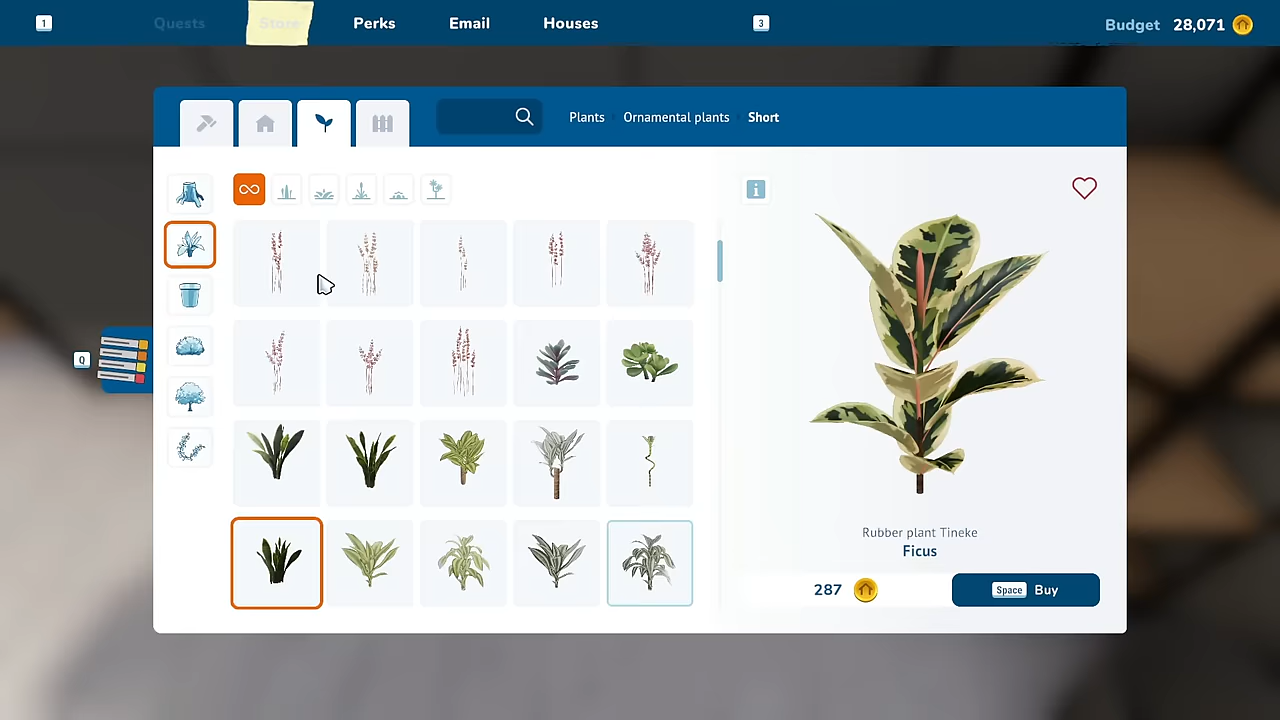 1
Quests
Store
Perks
Email
Houses
3
Budget 28,071
Plants
Ornamental plants
Short
Q
Rubber plant Tineke
Ficus
287
Space Buy